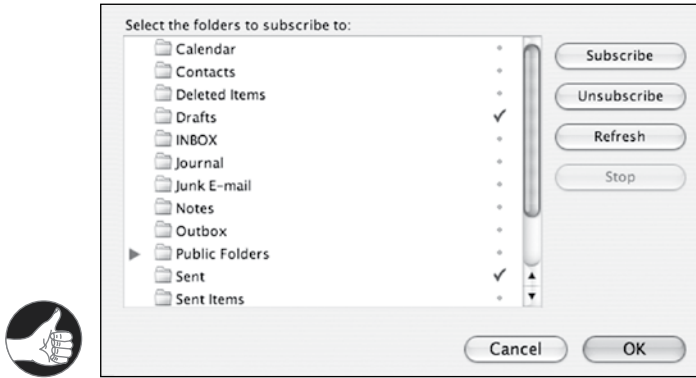 Select the folders to subscribe to:
Calendar
Contacts
Deleted Items
Drafts
INBOX
Journal
Junk E-mail
Notes
Outbox
Public Folders
Sent
Sent Items
Subscribe
Unsubscribe
Refresh
Stop
Cancel
OK